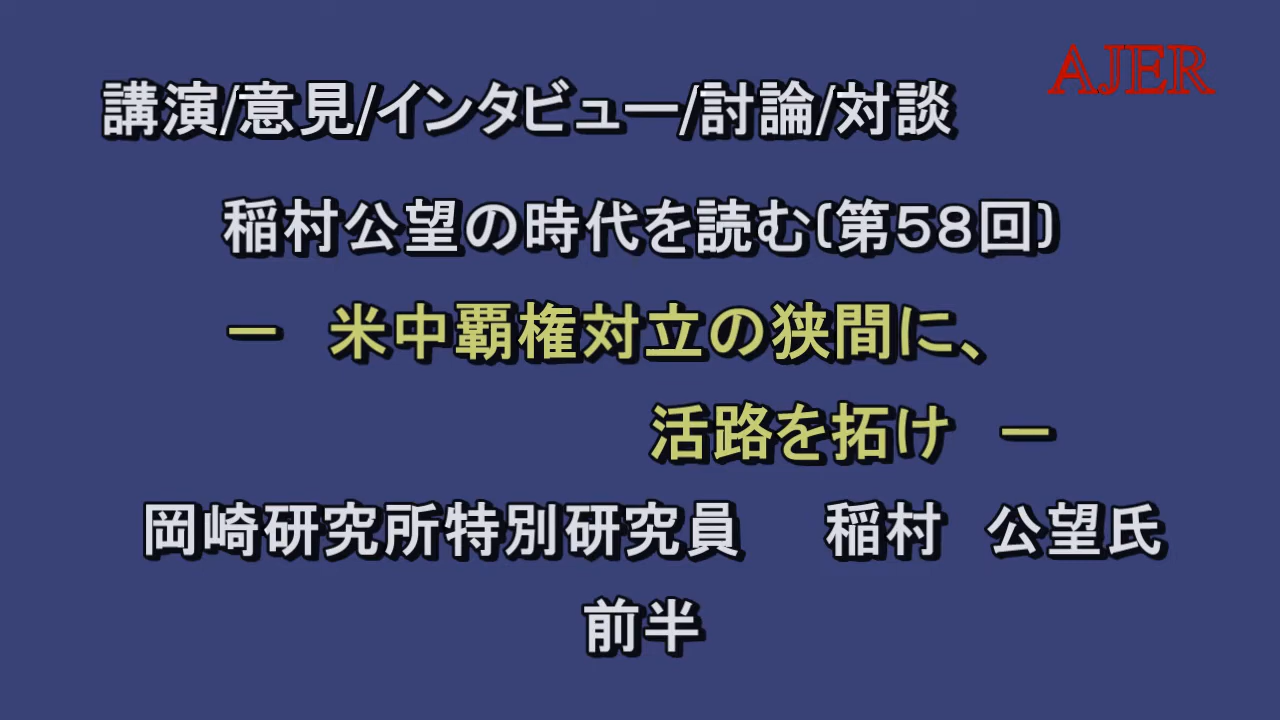 AJER
講演/意見/インタビュー/討論/対談
稲村公望の時代を読む〔第58回〕
－　米中覇権対立の狭間に、
活路を拓け　－
岡崎研究所特別研究員　稲村　公望氏
前半